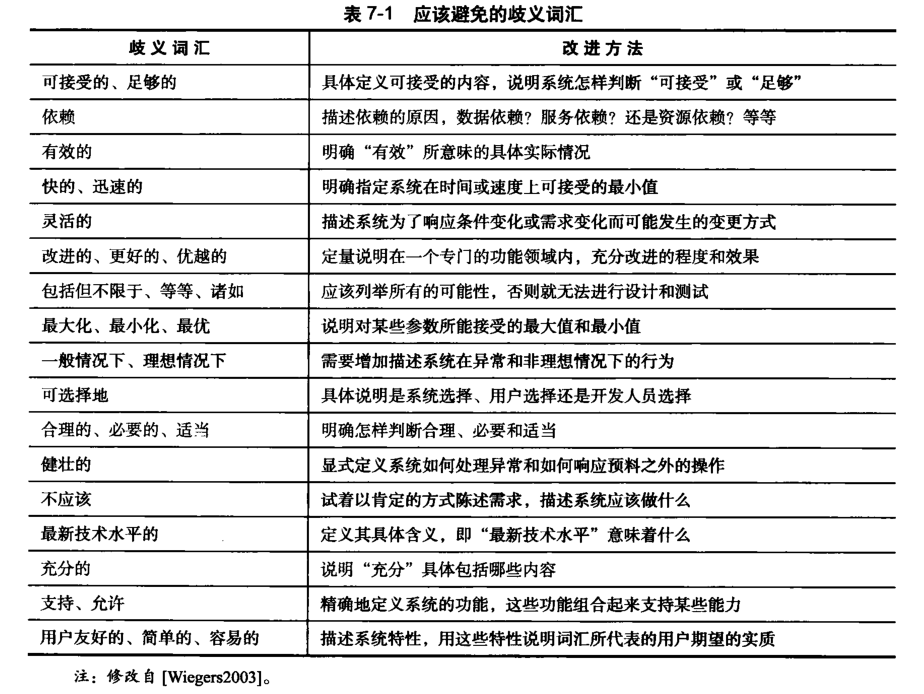 表 7-1 应该避免的歧义词汇
歧义词汇 改进方法
可接受的、足够的 具体定义可接受的内容，说明系统怎样判断“可接受”或“足够”
依赖 描述依赖的原因，数据依赖？服务依赖？还是资源依赖？等等
有效的 明确“有效”所意味的具体实际情况
快的、迅速的 明确指定系统在时间或速度上可接受的最小值
灵活的 描述系统为了响应条件变化或需求变化而可能发生的变更方式
改进的、更好的、优越的 定量说明在一个专门的功能领域内，充分改进的程度和效果
包括但不限于、等等、诸如 应该列举所有的可能性，否则就无法进行设计和测试
最大化、最小化、最优 说明对某些参数所能接受的最大值和最小值
一般情况下、理想情况下 需要增加描述系统在异常和非理想情况下的行为
可选择地 具体说明是系统选择、用户选择还是开发人员选择
合理的、必要的、适当 明确怎样判断合理、必要和适当
健壮的 显式定义系统如何处理异常和如何响应预料之外的操作
不应该 试着以肯定的方式陈述需求，描述系统应该做什么
最新技术水平的 定义其具体含义，即“最新技术水平”意味着什么
充分的 说明“充分”具体包括哪些内容
支持、允许 精确地定义系统的功能，这些功能组合起来支持某些能力
用户友好的、简单的、容易的 描述系统特性，用这些特性说明词汇所代表的用户期望的实质
注：修改自 [Wiegers2003]。